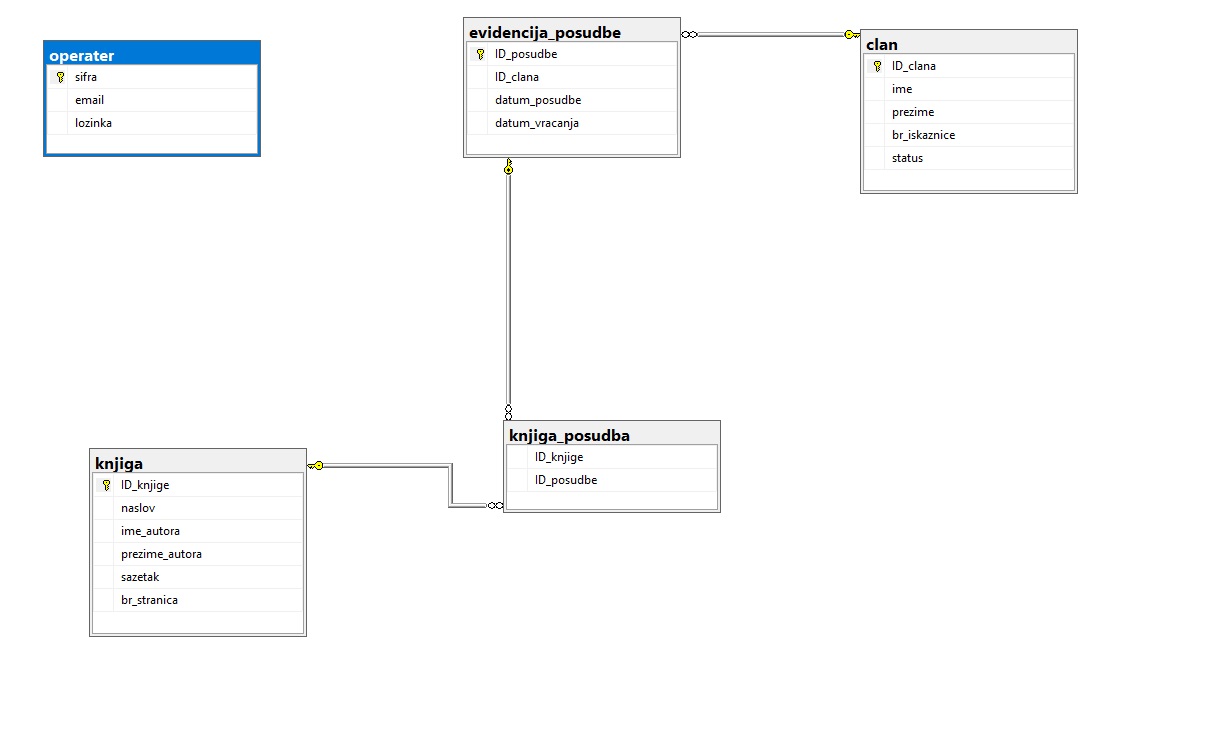 operater
sifra
email
lozinka
evidencija_posudbe
ID_posudbe
ID_clana
datum_posudbe
datum_vracanja
clan
ID_clana
ime
prezime
br_iskaznice
status
knjiga
ID_knjige
naslov
ime_autora
prezime_autora
sazetak
br_stranica
knjiga_posudba
ID_knjige
ID_posudbe